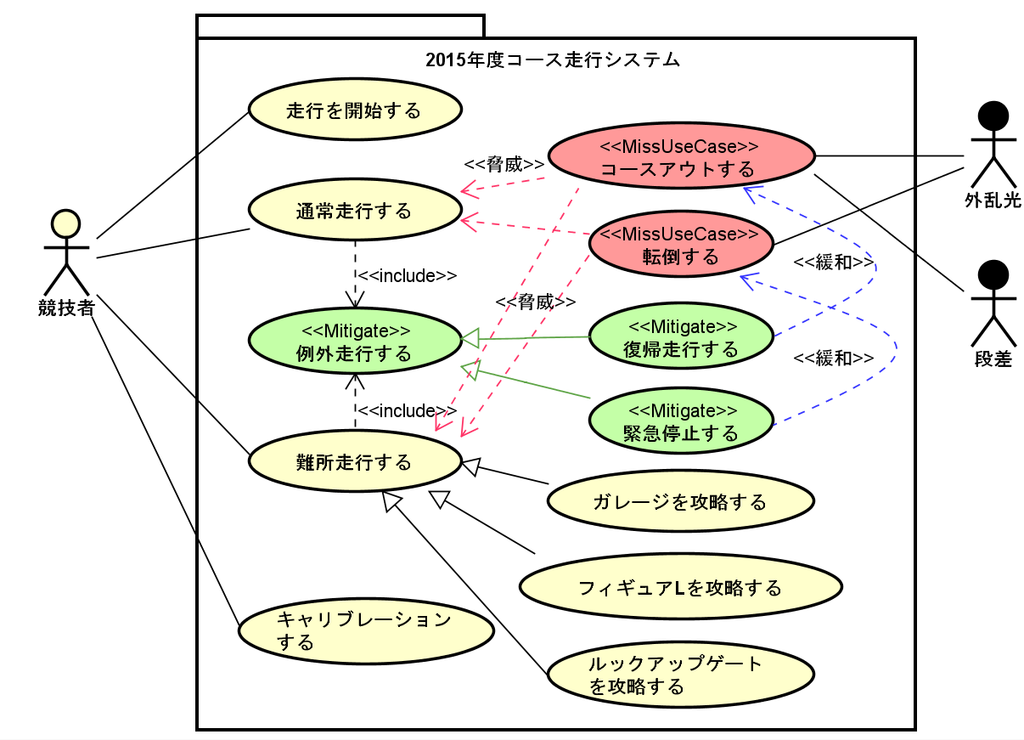 2015年度コース走行システム
走行を開始する
<<MissUseCase>>
コースアウトする
<<脅威>>
通常走行する
<<MissUseCase>>
転倒する
外乱光
<<緩和>>
<<include>>
競技者
<<脅威>>
<<Mitigate>>
例外走行する
<<Mitigate>>
復帰走行する
<<緩和>>
段差
<<include>>
<<Mitigate>>
緊急停止する
難所走行する
ガレージを攻略する
フィギュアLを攻略する
キャリブレーション
する
ルックアップゲート
を攻略する